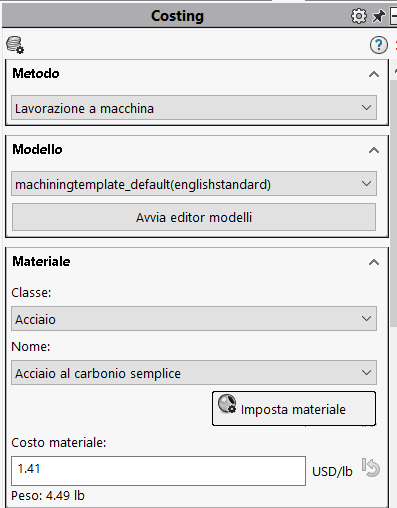 Costing
Metodo
Lavorazione a macchina
Modello
machiningtemplate_default(englishstandard)
Avvia editor modelli
Materiale
Classe:
Acciaio
Nome:
Acciaio al carbonio semplice
Imposta materiale
Costo materiale:
1.41 USD/lb
Peso: 4.49 lb